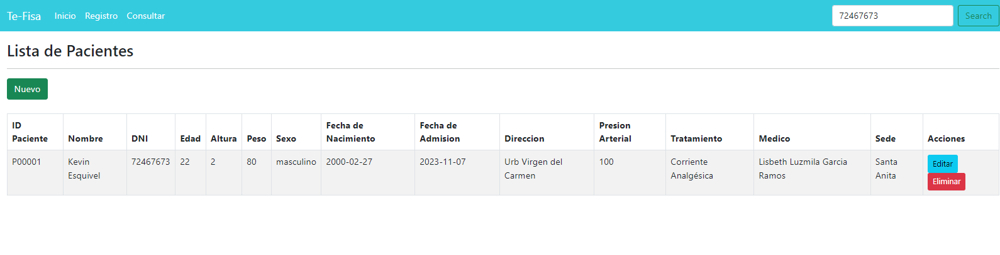 Te-Fisa Inicio Registro Consultar 72467673 Search
Lista de Pacientes
Nuevo
ID Paciente Nombre DNI Edad Altura Peso Sexo Fecha de Nacimiento Fecha de Admision Direccion Presion Arterial Tratamiento Medico Sede Acciones
P00001 Kevin Esquivel 72467673 22 2 80 masculino 2000-02-27 2023-11-07 Urb Virgen del Carmen 100 Corriente Analgésica Lisbeth Luzmila Garcia Ramos Santa Anita Editar
Eliminar